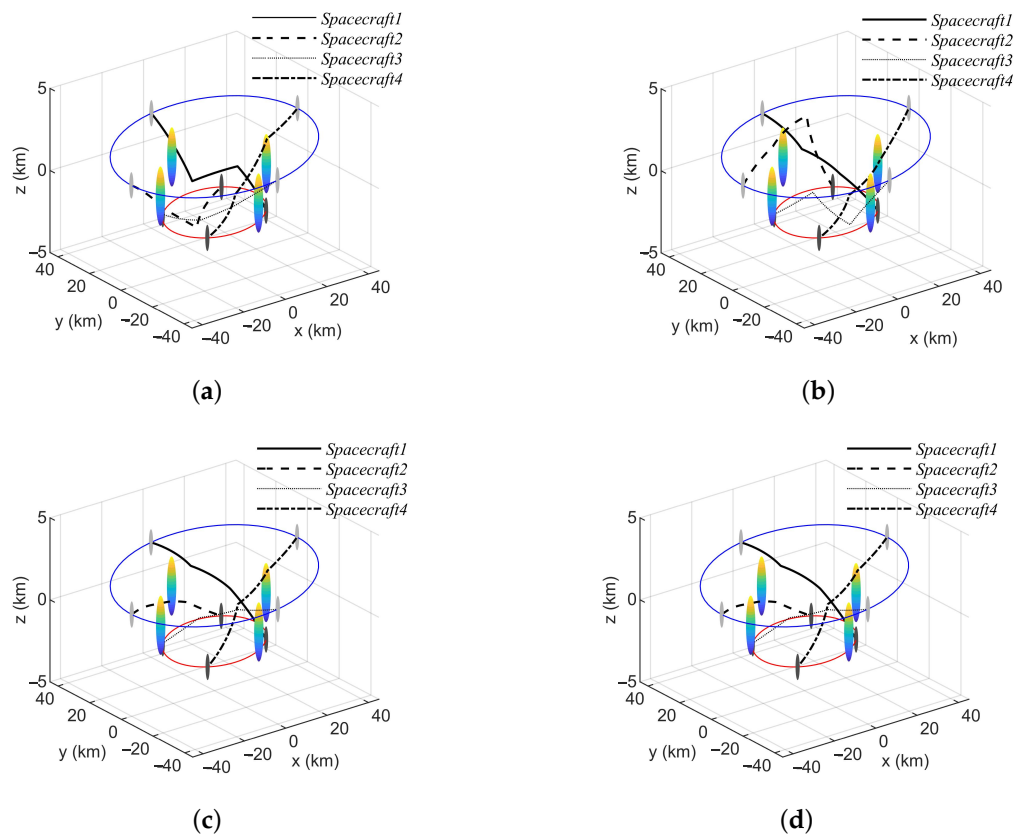 Spacecraft1
Spacecraft2
Spacecraft3
Spacecraft4
5
0
−5
z (km)
40
20
0
−20
−40
y (km)
−40
−20
0
20
40
x (km)
(a)
Spacecraft1
Spacecraft2
Spacecraft3
Spacecraft4
5
0
−5
z (km)
40
20
0
−20
−40
y (km)
−40
−20
0
20
40
x (km)
(b)
Spacecraft1
Spacecraft2
Spacecraft3
Spacecraft4
5
0
−5
z (km)
40
20
0
−20
−40
y (km)
−40
−20
0
20
40
x (km)
(c)
Spacecraft1
Spacecraft2
Spacecraft3
Spacecraft4
5
0
−5
z (km)
40
20
0
−20
−40
y (km)
−40
−20
0
20
40
x (km)
(d)